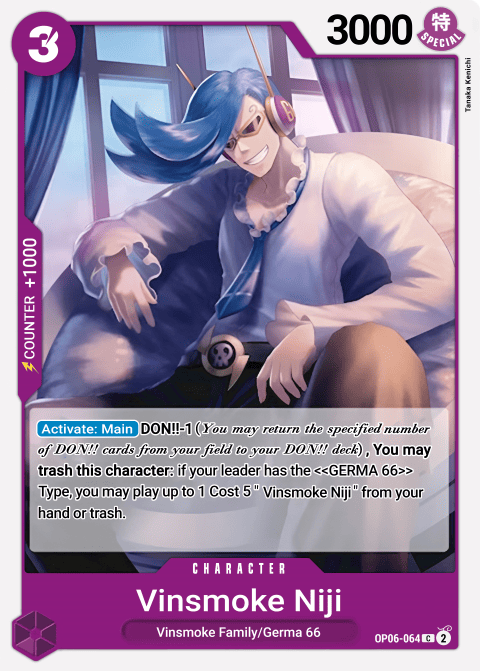 3
3000
特
SPECIAL
Tanaka Kenichi
COUNTER +1000
Activate: Main DON!!-1 (You may return the specified number
of DON!! cards from your field to your DON!! deck) , You may
trash this character: if your leader has the <<GERMA 66>>
Type, you may play up to 1 Cost 5 " Vinsmoke Niji" from your
hand or trash.
CHARACTER
Vinsmoke Niji
Vinsmoke Family/Germa 66
OP06-064 C 2